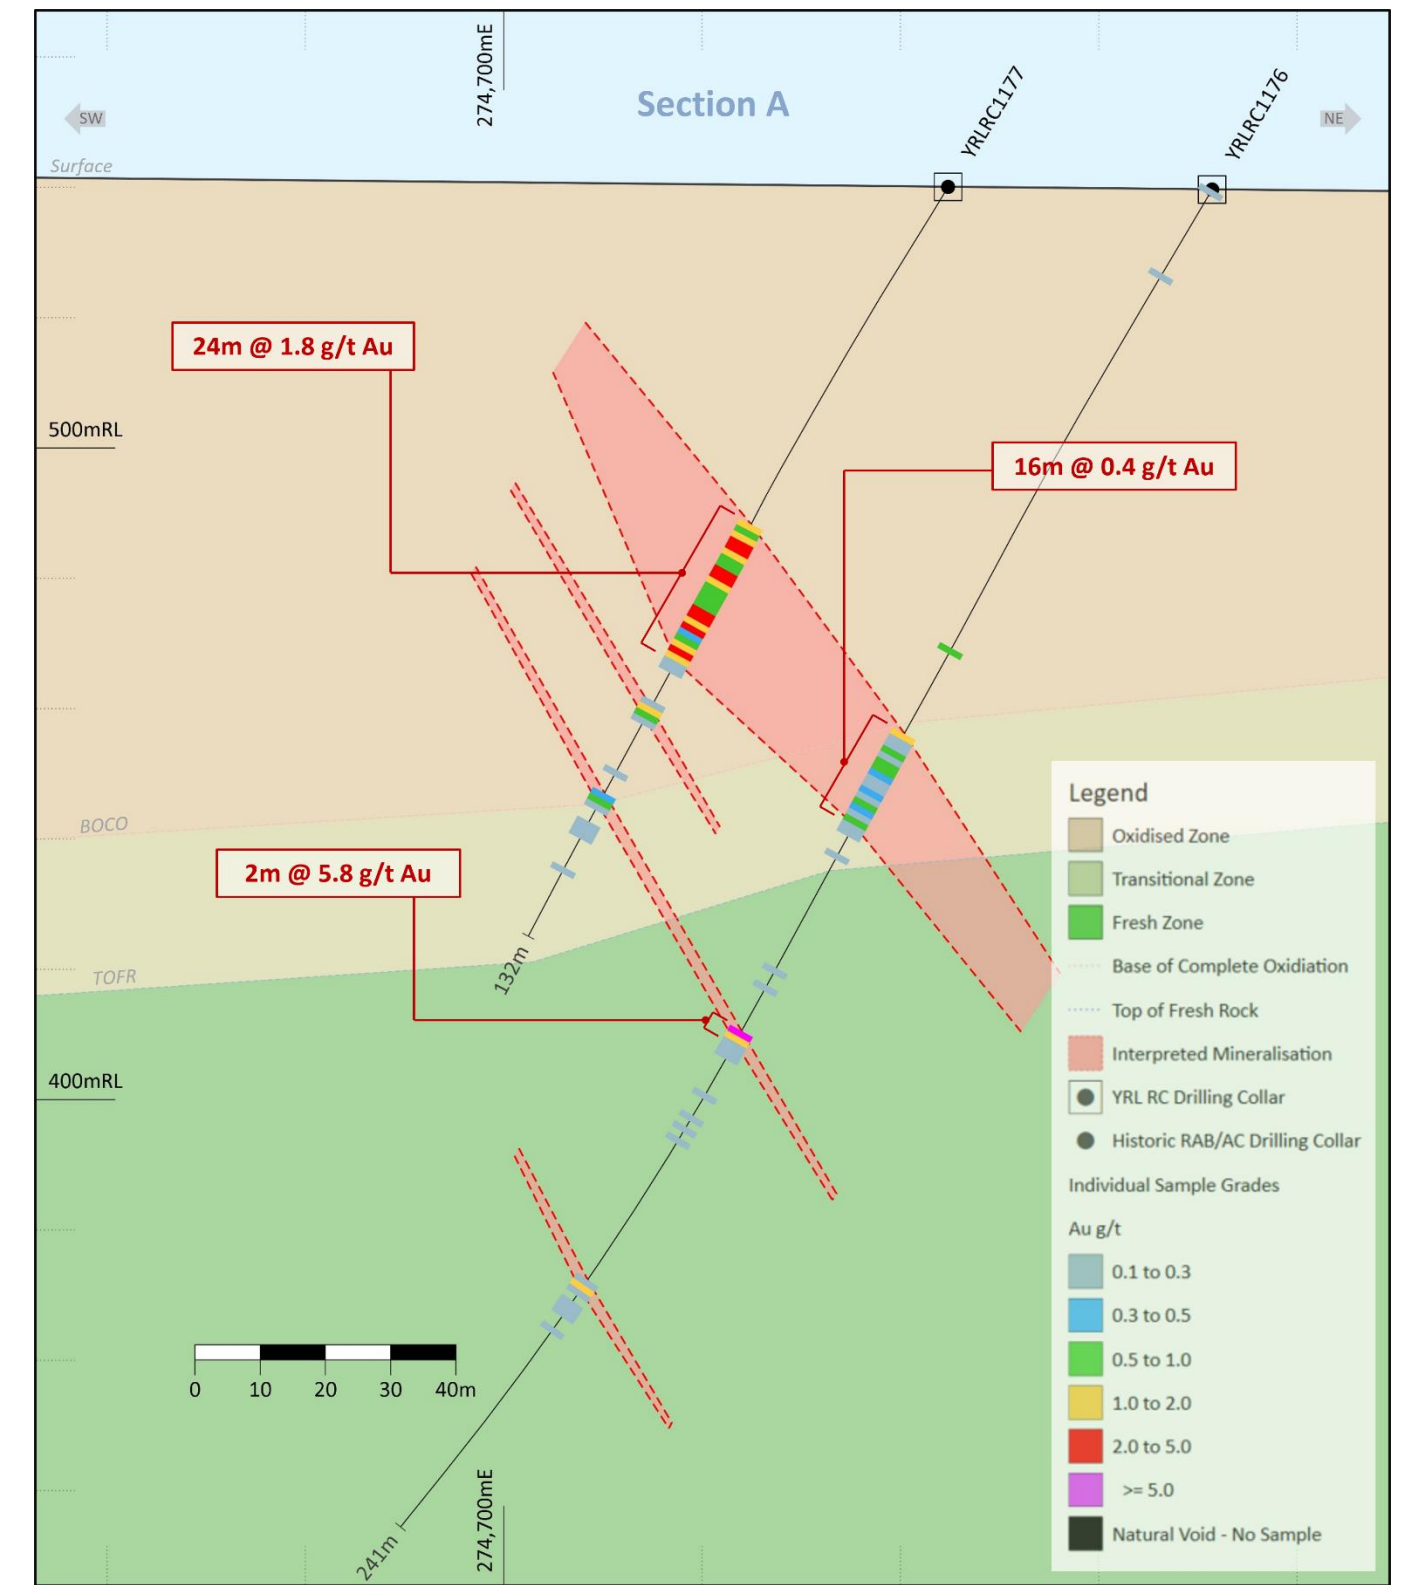 274,700mE
Section A
YRLRC1177
YRLRC1176
SW
NE
Surface
24m @ 1.8 g/t Au
500mRL
16m @ 0.4 g/t Au
BOCO
2m @ 5.8 g/t Au
TOFR
132m
400mRL
0 10 20 30 40m
274,700mE
241m
Legend
Oxidised Zone
Transitional Zone
Fresh Zone
Base of Complete Oxidiation
Top of Fresh Rock
Interpreted Mineralisation
YRL RC Drilling Collar
Historic RAB/AC Drilling Collar
Individual Sample Grades
Au g/t
0.1 to 0.3
0.3 to 0.5
0.5 to 1.0
1.0 to 2.0
2.0 to 5.0
>= 5.0
Natural Void - No Sample